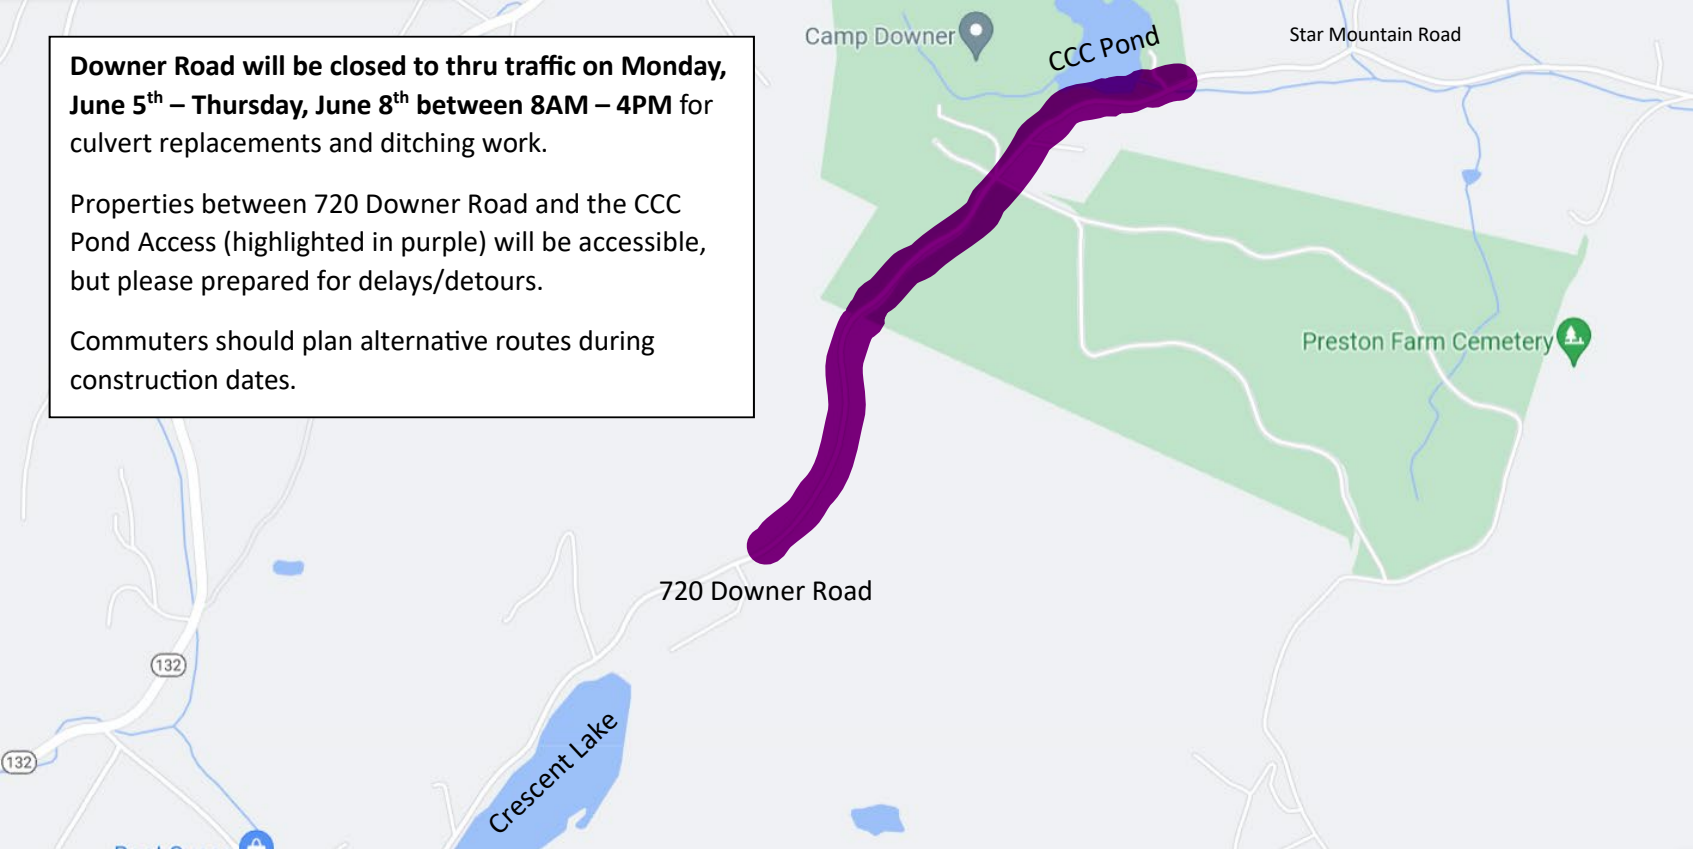 Downer Road will be closed to thru traffic on Monday,
June 5th – Thursday, June 8th between 8AM – 4PM for
culvert replacements and ditching work.
Properties between 720 Downer Road and the CCC
Pond Access (highlighted in purple) will be accessible,
but please prepared for delays/detours.
Commuters should plan alternative routes during
construction dates.
Camp Downer
CCC Pond
Star Mountain Road
Preston Farm Cemetery
720 Downer Road
132
132
Crescent Lake